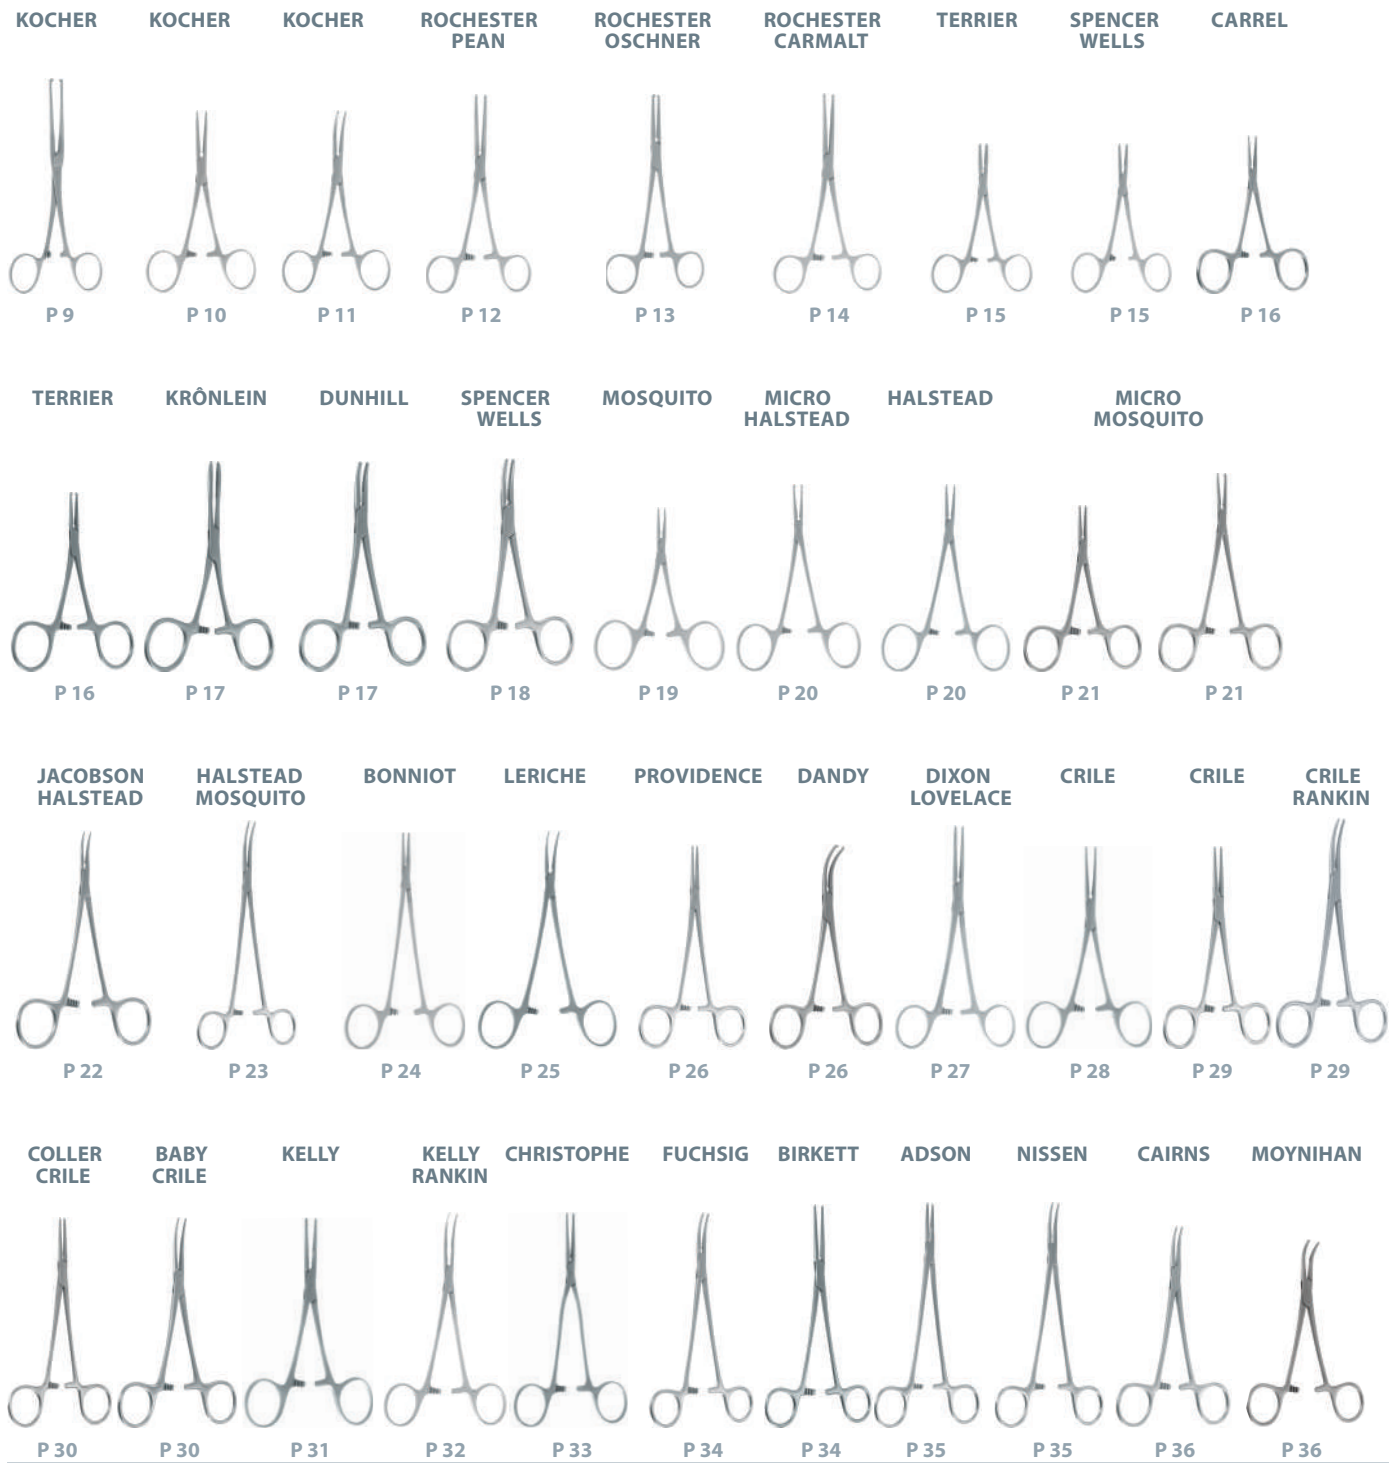 KOCHER KOCHER KOCHER ROCHESTER ROCHESTER ROCHESTER TERRIER SPENCER CARREL
PEAN OSCHNER CARMALT WELLS
P 9 P 10 P 11 P 12 P 13 P 14 P 15 P 15 P 16
TERRIER KRÔNLEIN DUNHILL SPENCER MOSQUITO MICRO HALSTEAD MICRO
WELLS HALSTEAD MOSQUITO
P 16 P 17 P 17 P 18 P 19 P 20 P 20 P 21 P 21
JACOBSON HALSTEAD BONNIOT LERICHE PROVIDENCE DANDY DIXON CRILE CRILE CRILE
HALSTEAD MOSQUITO LOVELACE RANKIN
P 22 P 23 P 24 P 25 P 26 P 26 P 27 P 28 P 29 P 29
COLLER BABY KELLY KELLY CHRISTOPHE FUCHSIG BIRKETT ADSON NISSEN CAIRNS MOYNIHAN
CRILE CRILE RANKIN
P 30 P 30 P 31 P 32 P 33 P 34 P 34 P 35 P 35 P 36 P 36